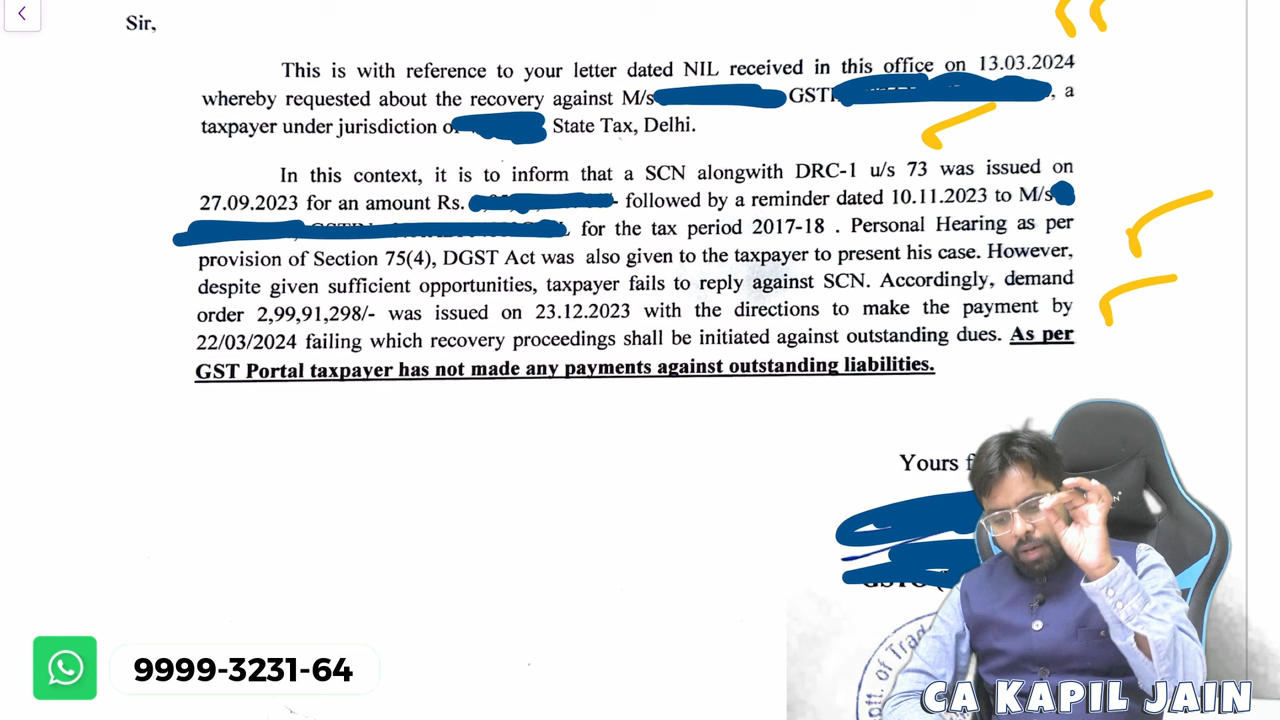 Sir,
This is with reference to your letter dated NIL received in this office on 13.03.2024
whereby requested about the recovery against M/s GSTI , a
taxpayer under jurisdiction o State Tax, Delhi.
In this context, it is to inform that a SCN alongwith DRC-1 u/s 73 was issued on
27.09.2023 for an amount Rs. - followed by a reminder dated 10.11.2023 to M/s
for the tax period 2017-18 . Personal Hearing as per
provision of Section 75(4), DGST Act was also given to the taxpayer to present his case. However,
despite given sufficient opportunities, taxpayer fails to reply against SCN. Accordingly, demand
order 2,99,91,298/- was issued on 23.12.2023 with the directions to make the payment by
22/03/2024 failing which recovery proceedings shall be initiated against outstanding dues. As per
GST Portal taxpayer has not made any payments against outstanding liabilities.
Yours f
of Trad
9999-3231-64
CA KAPIL JAIN